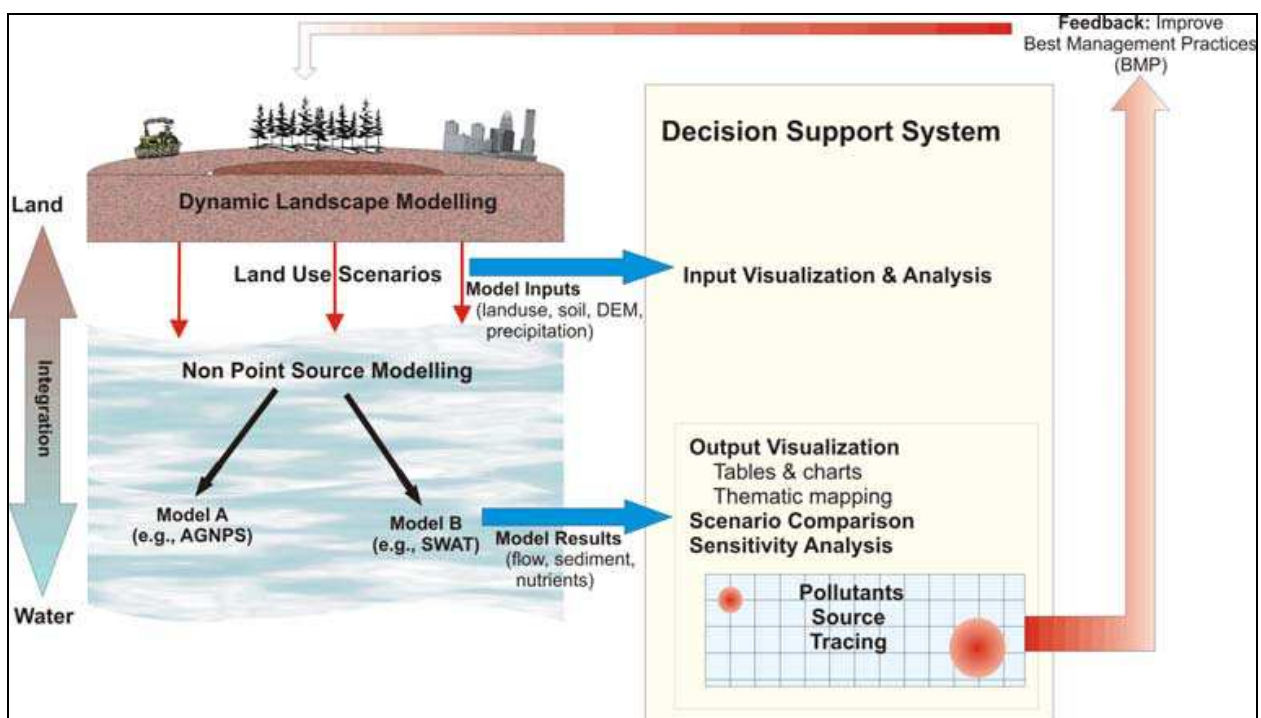 Feedback: Improve
Best Management Practices
(BMP)
Decision Support System
Land
Dynamic Landscape Modelling
Land Use Scenarios
Model Inputs
(landuse, soil, DEM,
precipitation)
Input Visualization & Analysis
Integration
Non Point Source Modelling
Model A
(e.g., AGNPS)
Model B
(e.g., SWAT)
Model Results
(flow, sediment,
nutrients)
Water
Output Visualization
Tables & charts
Thematic mapping
Scenario Comparison
Sensitivity Analysis
Pollutants
Source
Tracing